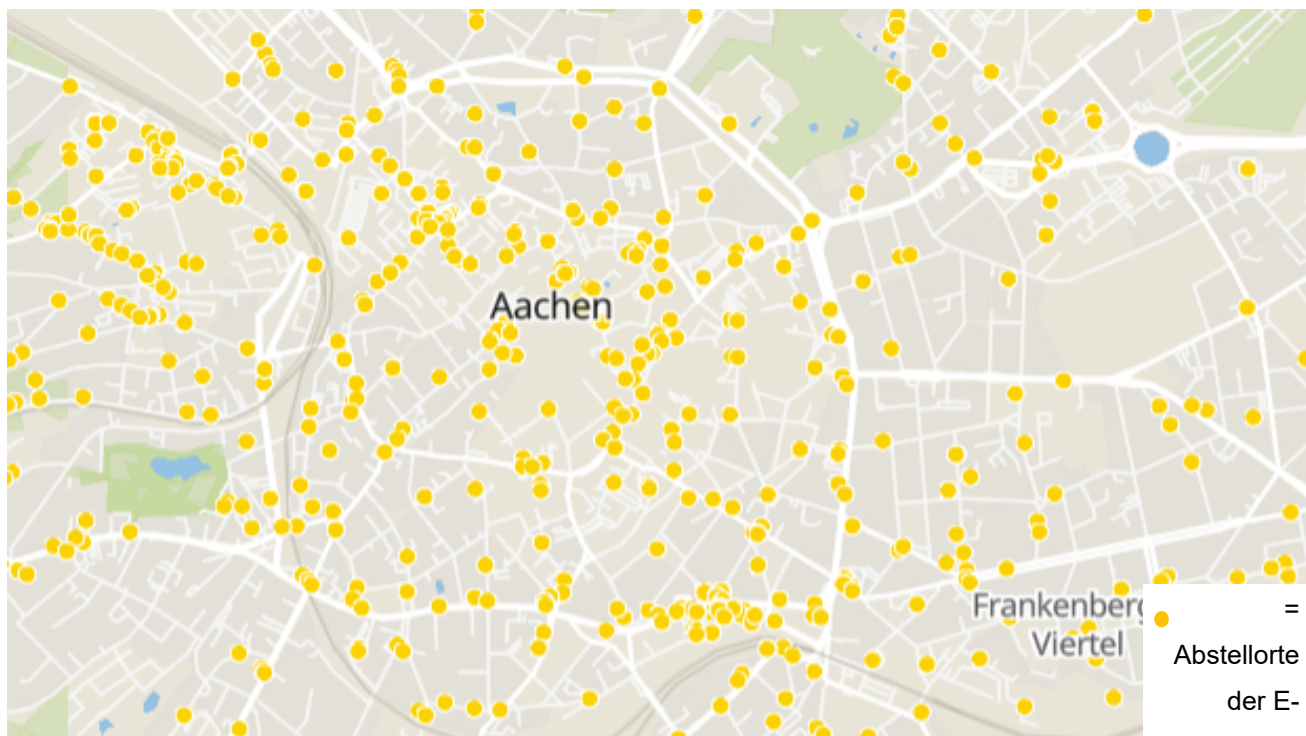 Aachen
Frankenberg
Viertel
=
Abstellorte
der E-